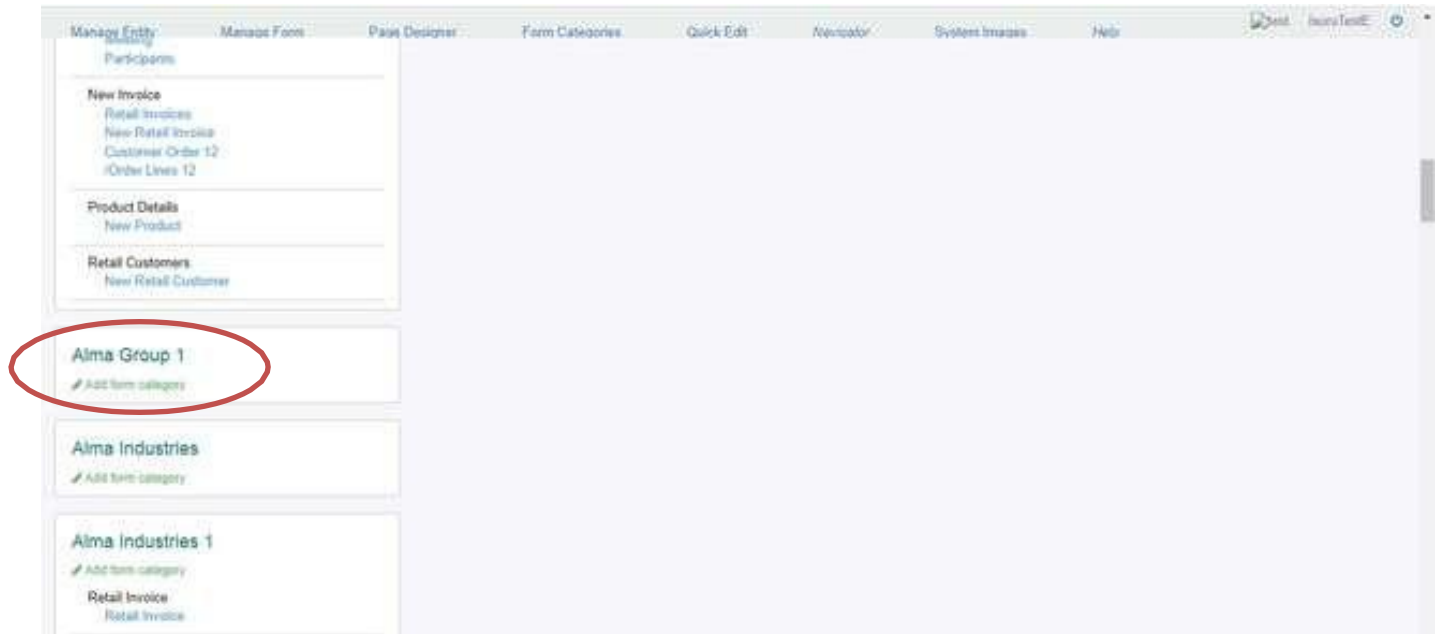 Manage Entity Manage Form Page Designer Form Categories Quick Edit Navigator System Images Help test
Meeting
Participants
New Invoice
Retail Invoices
New Retail Invoice
Customer Order 12
/Order Lines 12
Product Details
New Product
Retail Customers
New Retail Customer
Alma Group 1
Add form category
Alma Industries
Add form category
Alma Industries 1
Add form category
Retail Invoice
Retail Invoice